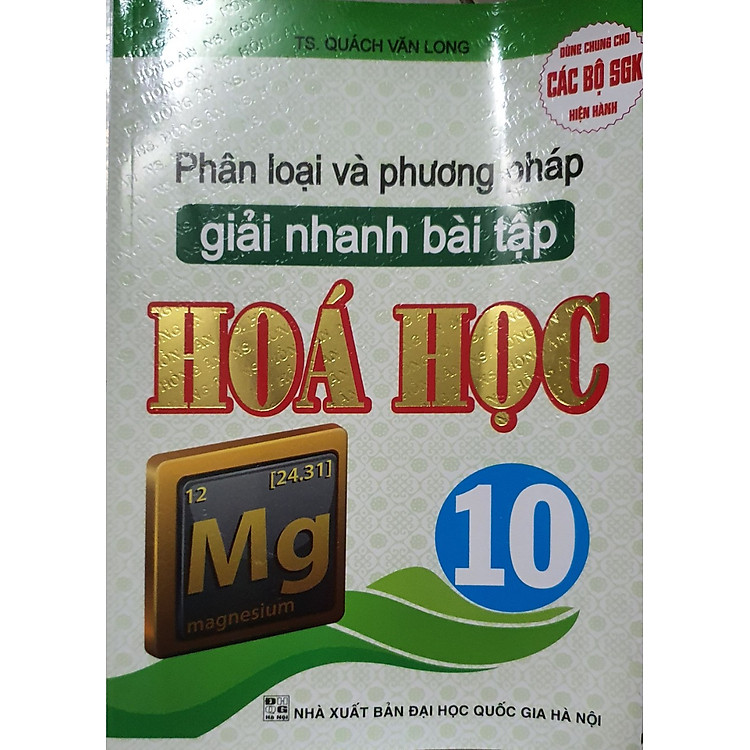 TS. QUÁCH VĂN LONG
DÙNG CHUNG CHO
CÁC BỘ SGK
HIỆN HÀNH
Phân loại và phương pháp
giải nhanh bài tập
HOÁ HỌC
12 [24.31]
Mg
magnesium
10
NHÀ XUẤT BẢN ĐẠI HỌC QUỐC GIA HÀ NỘI